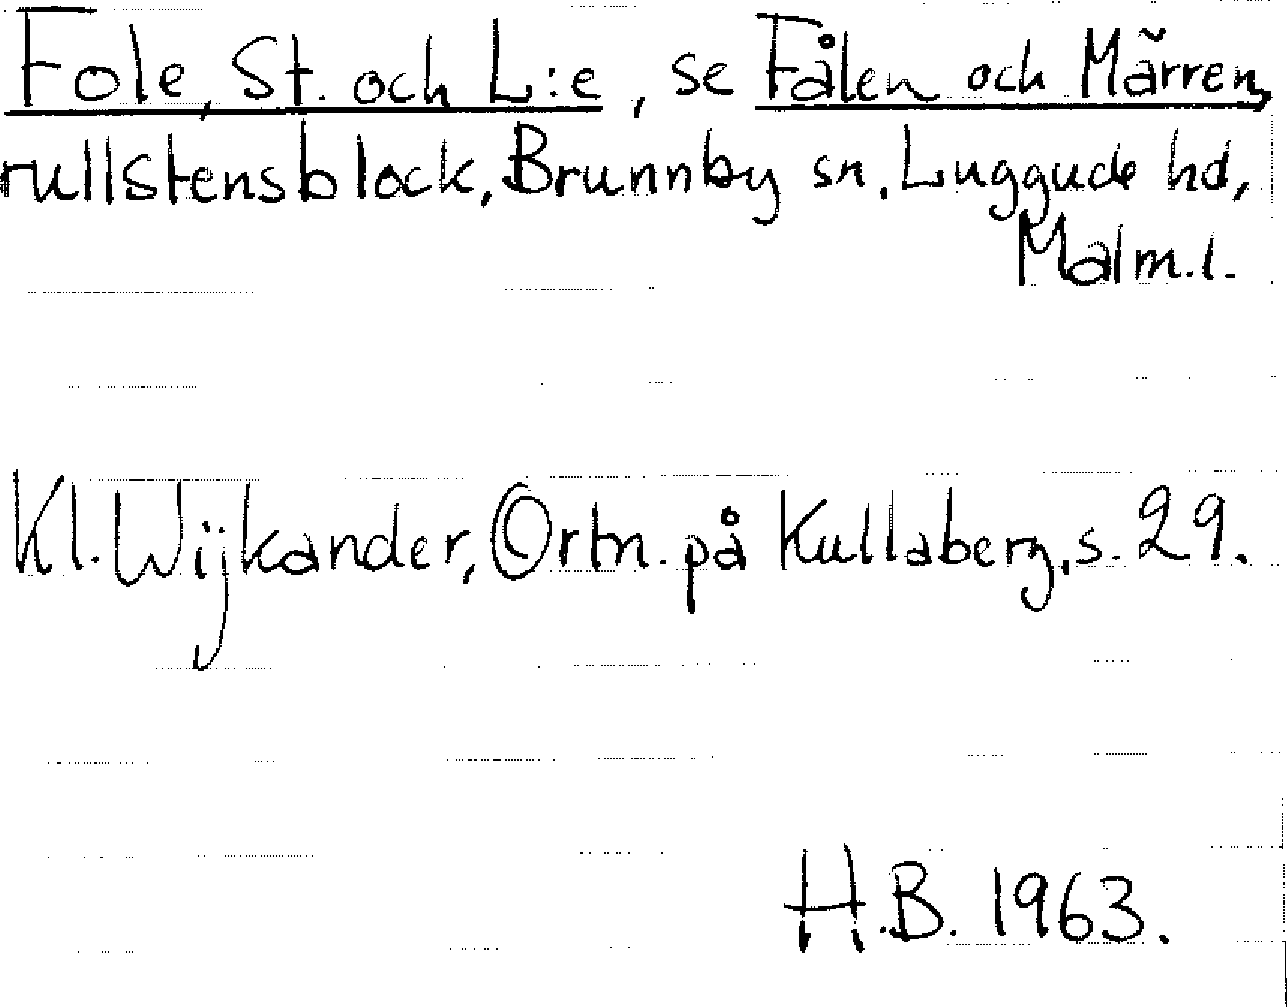 Fole, St. och L:e, se Fålen och Märren,
rullstensblock, Brunnby sn, Luggude hd,
Malm.l.
Kl. Wijkander, Ortn. på Kullaberg, s. 29.
H.B. 1963.